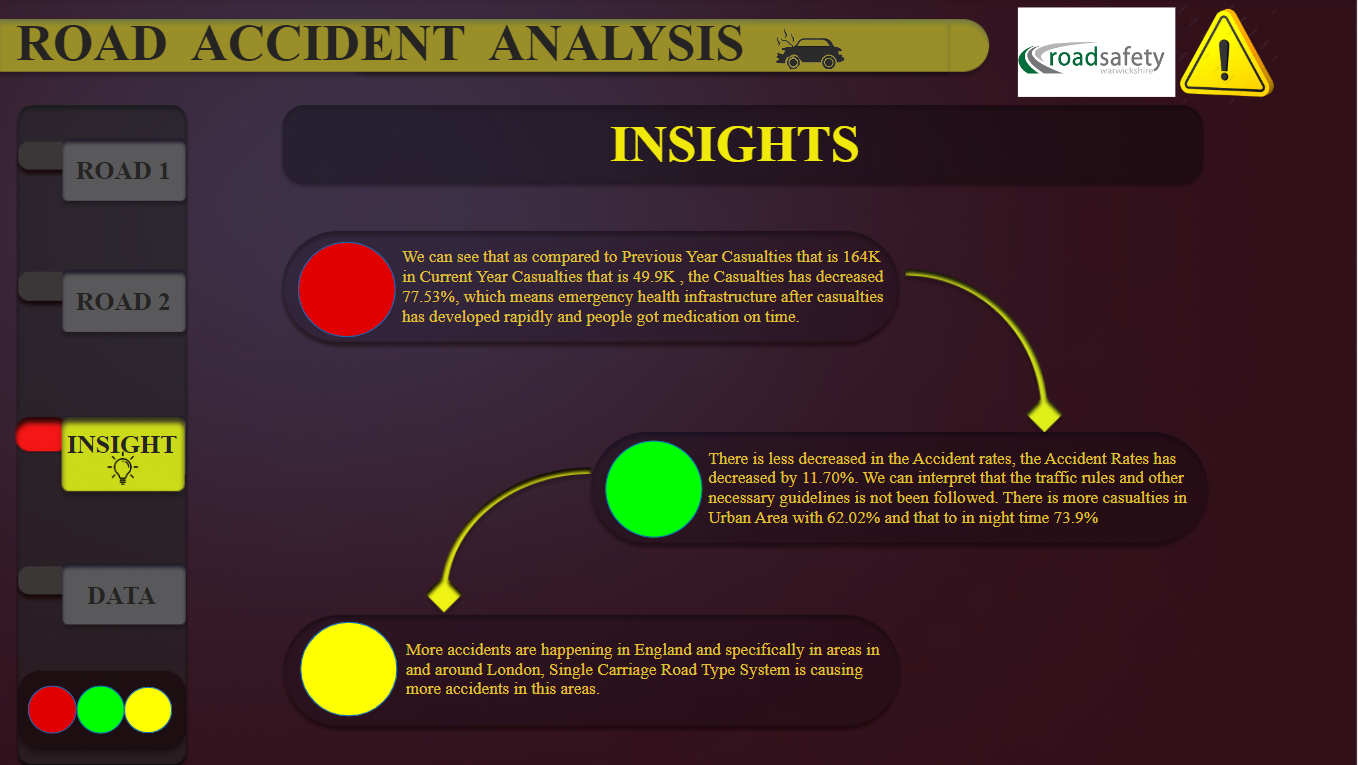 ROAD ACCIDENT ANALYSIS
roadsafety
warwickshire
ROAD 1
ROAD 2
INSIGHT
DATA
INSIGHTS
We can see that as compared to Previous Year Casualties that is 164K
in Current Year Casualties that is 49.9K , the Casualties has decreased
77.53%, which means emergency health infrastructure after casualties
has developed rapidly and people got medication on time.
There is less decreased in the Accident rates, the Accident Rates has
decreased by 11.70%. We can interpret that the traffic rules and other
necessary guidelines is not been followed. There is more casualties in
Urban Area with 62.02% and that to in night time 73.9%
More accidents are happening in England and specifically in areas in
and around London, Single Carriage Road Type System is causing
more accidents in this areas.